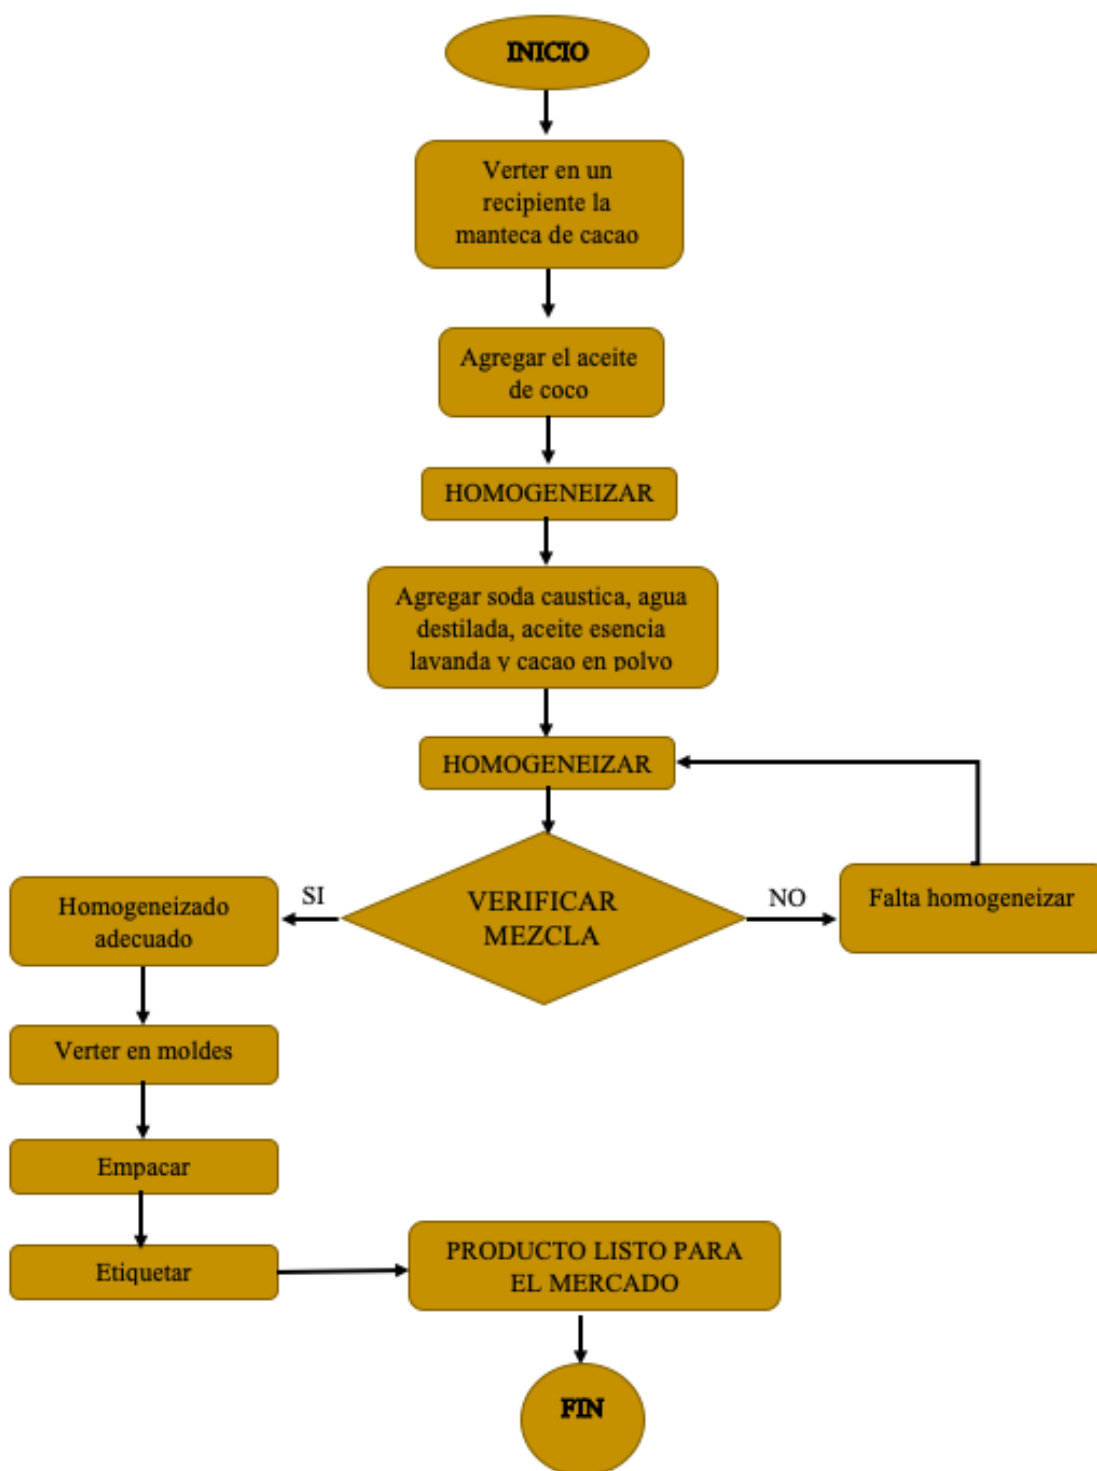 INICIO
Verter en un
recipiente la
manteca de cacao
Agregar el aceite
de coco
HOMOGENEIZAR
Agregar soda caustica, agua
destilada, aceite esencia
lavanda y cacao en polvo
HOMOGENEIZAR
VERIFICAR
MEZCLA
SI
NO
Falta homogeneizar
Homogeneizado
adecuado
Verter en moldes
Empacar
Etiquetar
PRODUCTO LISTO PARA
EL MERCADO
FIN